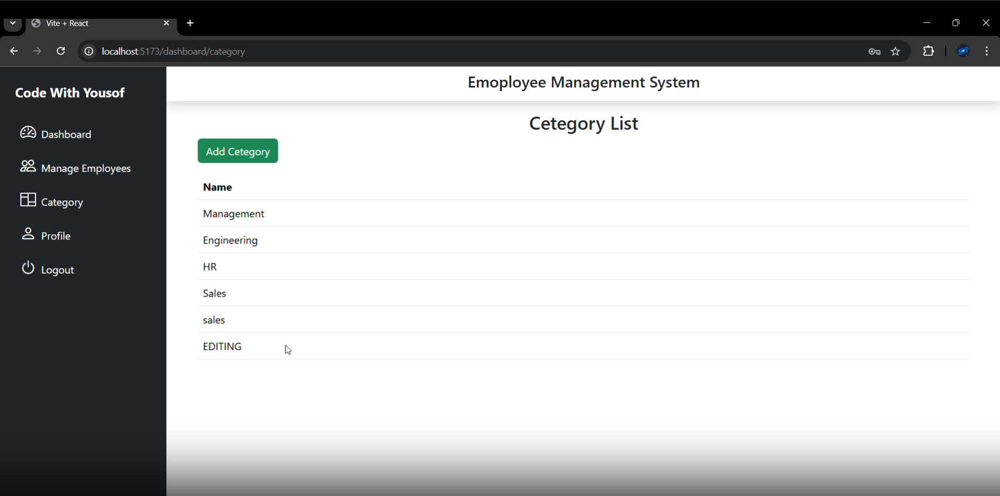 Vite + React
localhost:5173/dashboard/category
Code With Yousof
Dashboard
Manage Employees
Category
Profile
Logout
Emoployee Management System
Cetegory List
Add Cetegory
Name
Management
Engineering
HR
Sales
sales
EDITING